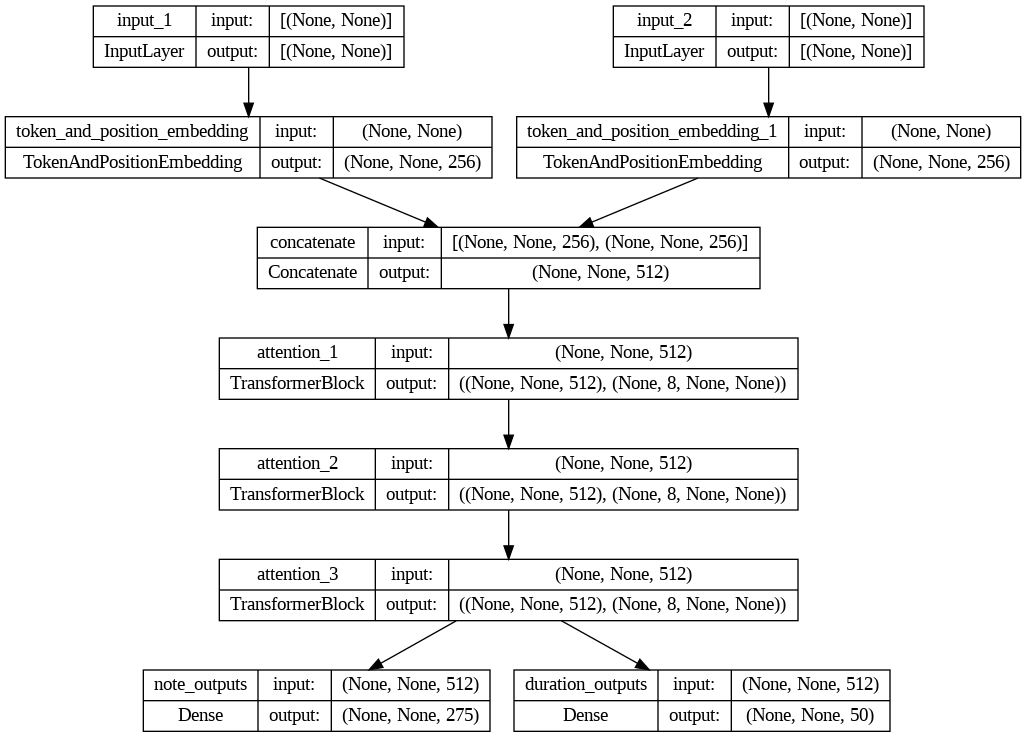 input_1 input: [(None, None)]
InputLayer output: [(None, None)]
input_2 input: [(None, None)]
InputLayer output: [(None, None)]
token_and_position_embedding input: (None, None)
TokenAndPositionEmbedding output: (None, None, 256)
token_and_position_embedding_1 input: (None, None)
TokenAndPositionEmbedding output: (None, None, 256)
concatenate input: [(None, None, 256), (None, None, 256)]
Concatenate output: (None, None, 512)
attention_1 input: (None, None, 512)
TransformerBlock output: ((None, None, 512), (None, 8, None, None))
attention_2 input: (None, None, 512)
TransformerBlock output: ((None, None, 512), (None, 8, None, None))
attention_3 input: (None, None, 512)
TransformerBlock output: ((None, None, 512), (None, 8, None, None))
note_outputs input: (None, None, 512)
Dense output: (None, None, 275)
duration_outputs input: (None, None, 512)
Dense output: (None, None, 50)